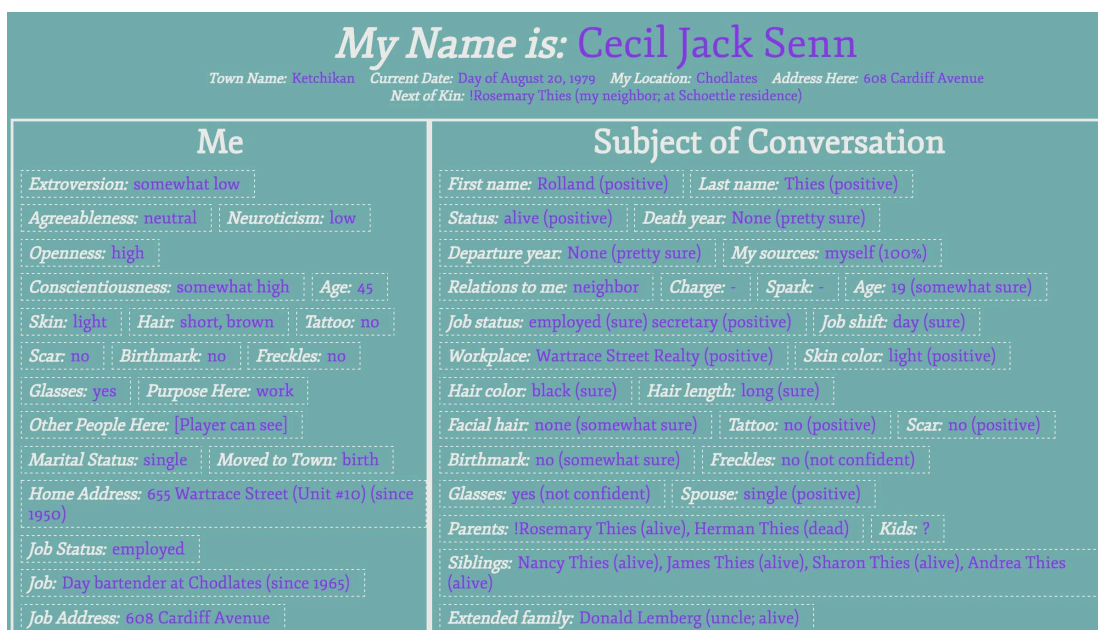 My Name is: Cecil Jack Senn
Town Name: Ketchikan Current Date: Day of August 20, 1979 My Location: Chodlates Address Here: 608 Cardiff Avenue
Next of Kin: !Rosemary Thies (my neighbor; at Schoettle residence)
Me
Extroversion: somewhat low
Agreeableness: neutral Neuroticism: low
Openness: high
Conscientiousness: somewhat high Age: 45
Skin: light Hair: short, brown Tattoo: no
Scar: no Birthmark: no Freckles: no
Glasses: yes Purpose Here: work
Other People Here: [Player can see]
Marital Status: single Moved to Town: birth
Home Address: 655 Wartrace Street (Unit #10) (since
1950)
Job Status: employed
Job: Day bartender at Chodlates (since 1965)
Job Address: 608 Cardiff Avenue
Subject of Conversation
First name: Rolland (positive) Last name: Thies (positive)
Status: alive (positive) Death year: None (pretty sure)
Departure year: None (pretty sure) My sources: myself (100%)
Relations to me: neighbor Charge: - Spark: - Age: 19 (somewhat sure)
Job status: employed (sure) secretary (positive) Job shift: day (sure)
Workplace: Wartrace Street Realty (positive) Skin color: light (positive)
Hair color: black (sure) Hair length: long (sure)
Facial hair: none (somewhat sure) Tattoo: no (positive) Scar: no (positive)
Birthmark: no (somewhat sure) Freckles: no (not confident)
Glasses: yes (not confident) Spouse: single (positive)
Parents: !Rosemary Thies (alive), Herman Thies (dead) Kids: ?
Siblings: Nancy Thies (alive), James Thies (alive), Sharon Thies (alive), Andrea Thies
(alive)
Extended family: Donald Lemberg (uncle; alive)